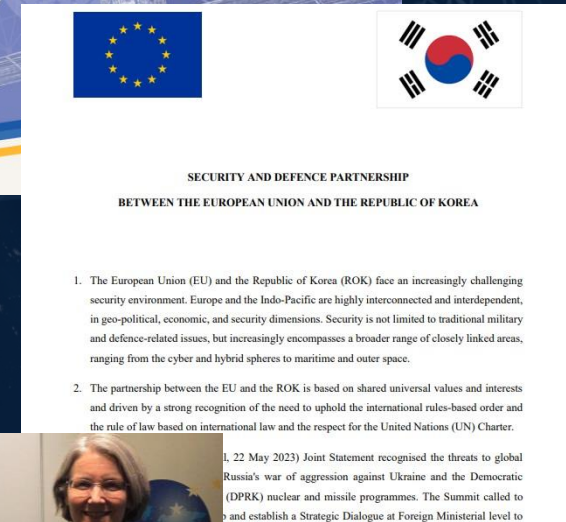 SECURITY AND DEFENCE PARTNERSHIP
BETWEEN THE EUROPEAN UNION AND THE REPUBLIC OF KOREA
1. The European Union (EU) and the Republic of Korea (ROK) face an increasingly challenging
security environment. Europe and the Indo-Pacific are highly interconnected and interdependent,
in geo-political, economic, and security dimensions. Security is not limited to traditional military
and defence-related issues, but increasingly encompasses a broader range of closely linked areas,
ranging from the cyber and hybrid spheres to maritime and outer space.
2. The partnership between the EU and the ROK is based on shared universal values and interests
and driven by a strong recognition of the need to uphold the international rules-based order and
the rule of law based on international law and the respect for the United Nations (UN) Charter.
, 22 May 2023) Joint Statement recognised the threats to global
Russia's war of aggression against Ukraine and the Democratic
(DPRK) nuclear and missile programmes. The Summit called to
and establish a Strategic Dialogue at Foreign Ministerial level to